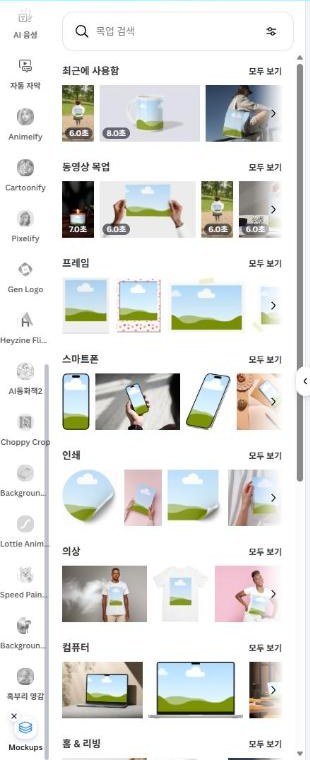 AI 음성
자동 자막
Animeify
Cartoonify
Pixelify
Gen Logo
Heyzine Fli...
AI동화책2
Choppy Crop
Backgroun...
Lottie Anim...
Speed Pain...
Backgroun...
혹부리 영감
Mockups
목업 검색
최근에 사용함 모두 보기
6.0초 8.0초
동영상 목업 모두 보기
7.0초 6.0초 6.0초 6.0초
프레임 모두 보기
스마트폰 모두 보기
인쇄 모두 보기
의상 모두 보기
컴퓨터 모두 보기
홈 & 리빙 모두 보기